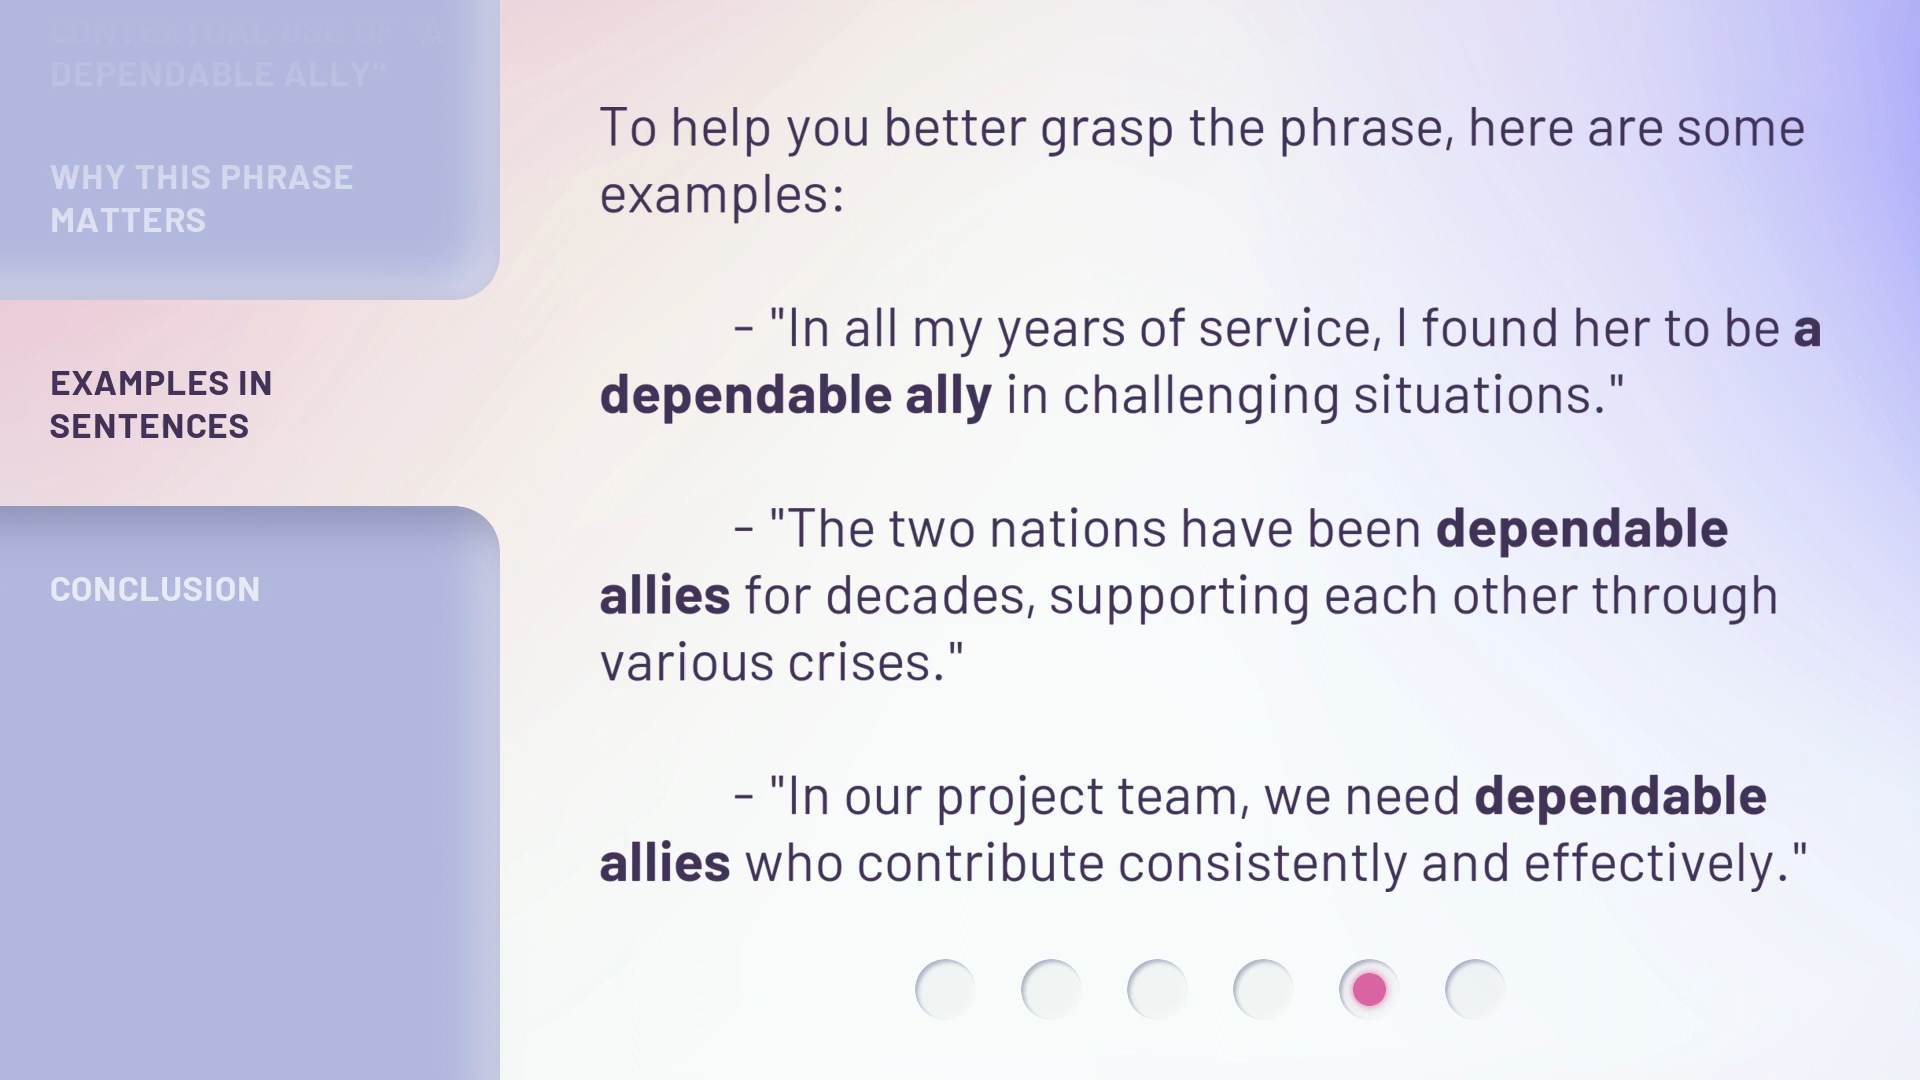 CONTEXTUAL USE OF "A
DEPENDABLE ALLY"
WHY THIS PHRASE
MATTERS
EXAMPLES IN
SENTENCES
CONCLUSION
To help you better grasp the phrase, here are some
examples:
- "In all my years of service, I found her to be a
dependable ally in challenging situations."
- "The two nations have been dependable
allies for decades, supporting each other through
various crises."
- "In our project team, we need dependable
allies who contribute consistently and effectively."